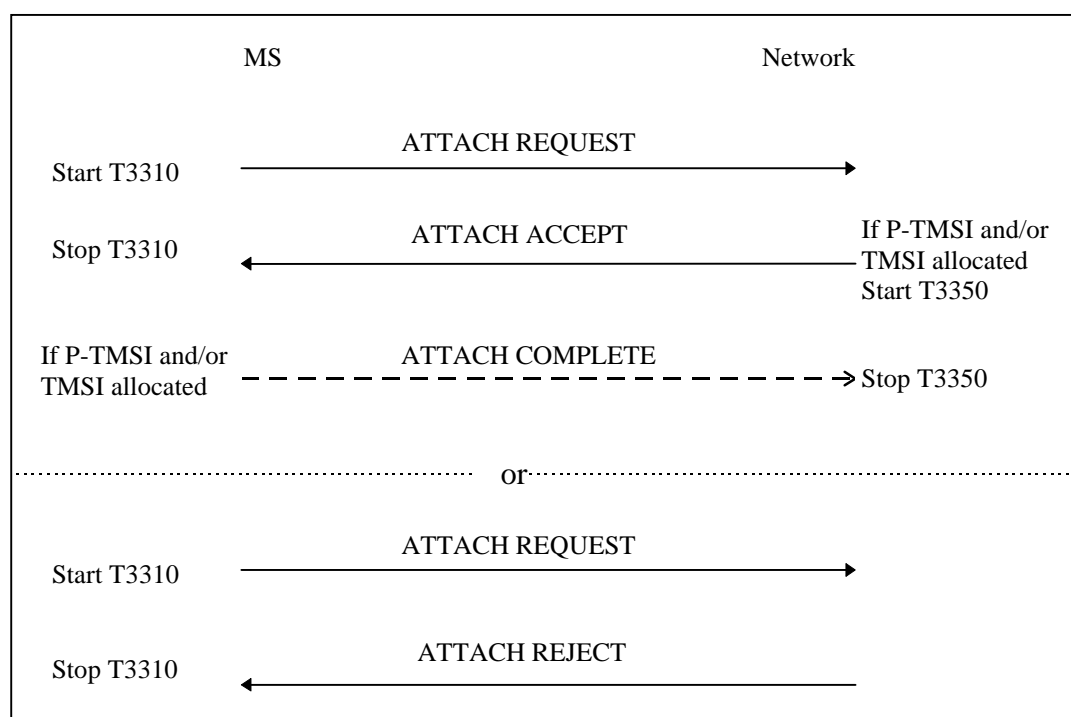 MS
Network
ATTACH REQUEST
Start T3310
ATTACH ACCEPT
Stop T3310
If P-TMSI and/or
TMSI allocated
Start T3350
If P-TMSI and/or
TMSI allocated
ATTACH COMPLETE
Stop T3350
or
ATTACH REQUEST
Start T3310
ATTACH REJECT
Stop T3310